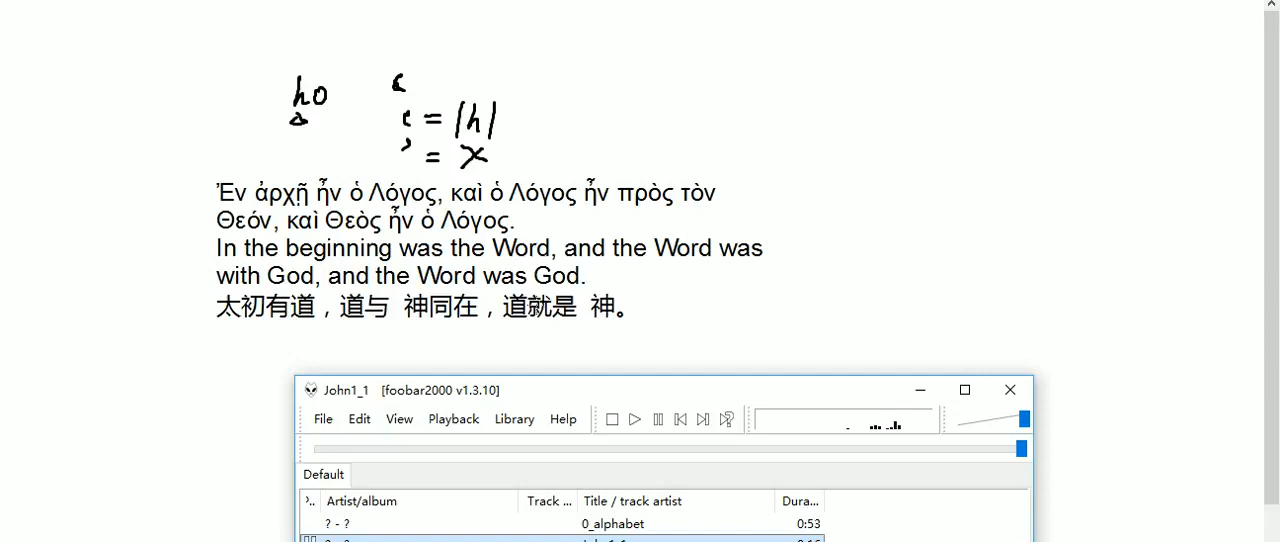 ho ʽ
ʽ = /h/
ʼ = X
Ἐν ἀρχῇ ἦν ὁ Λόγος, καὶ ὁ Λόγος ἦν πρὸς τὸν
Θεόν, καὶ Θεὸς ἦν ὁ Λόγος.
In the beginning was the Word, and the Word was
with God, and the Word was God.
太初有道，道与 神同在，道就是 神。
John1_1 [foobar2000 v1.3.10]
File Edit View Playback Library Help
Default
Artist/album Track ... Title / track artist Dura...
? - ? 0_alphabet 0:53